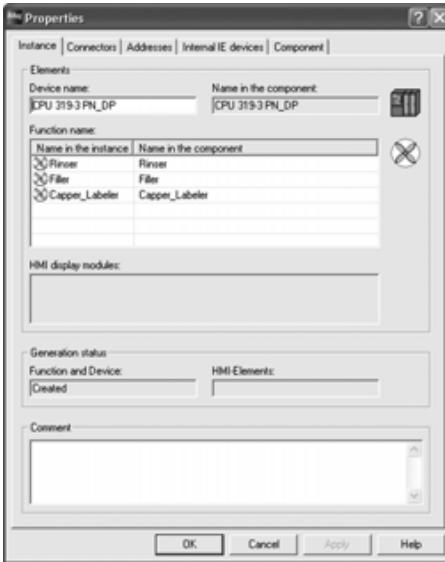 Properties
Instance Connectors Addresses Internal IE devices Component
Elements
Device name: Name in the component:
CPU 319-3 PN_DP CPU 319-3 PN_DP
Function name:
Name in the instance Name in the component
Rinser Rinser
Filler Filler
Capper_Labeler Capper_Labeler
HMI display modules:
Generation status
Function and Device: HMI-Elements:
Created
Comment
OK Cancel Apply Help